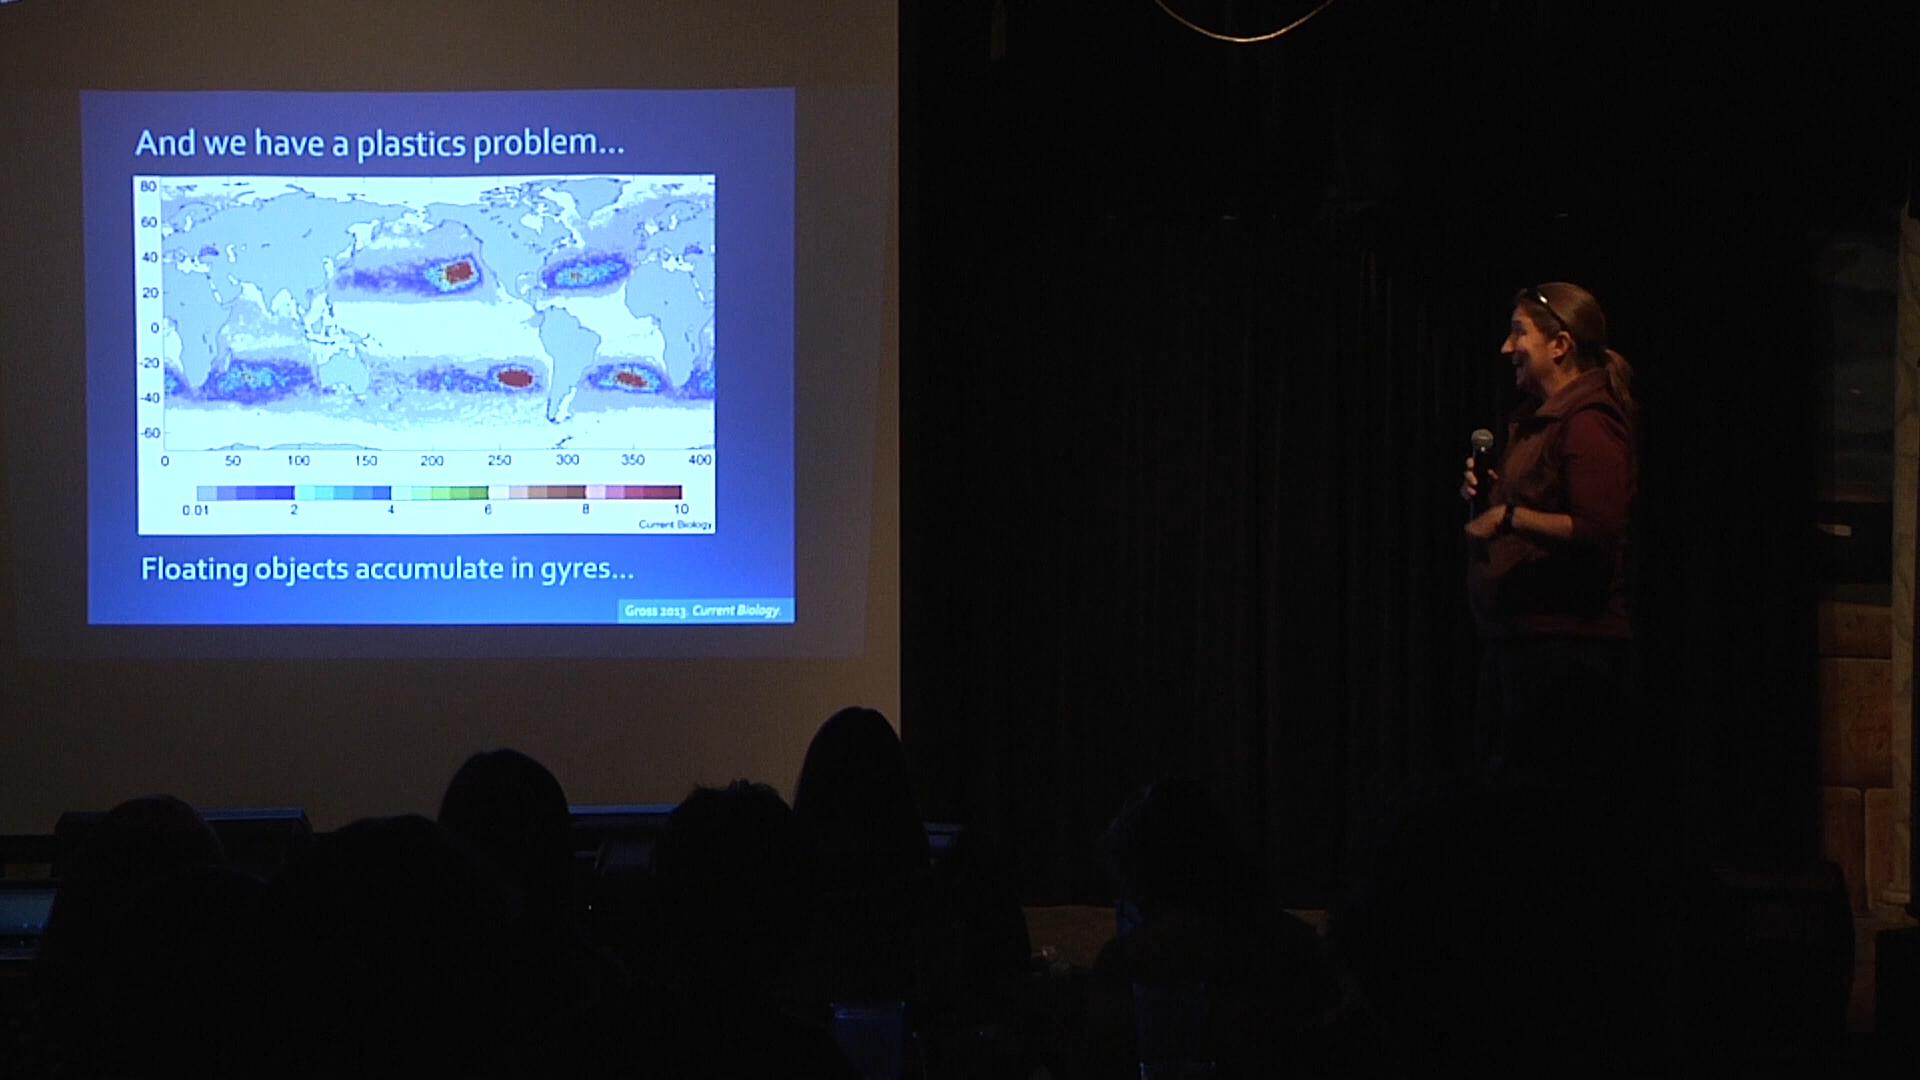 And we have a plastics problem...
80
60
40
20
0
-20
-40
-60
0 50 100 150 200 250 300 350 400
0.01 2 4 6 8 10
Current Biology
Floating objects accumulate in gyres...
Gross 2013. Current Biology.